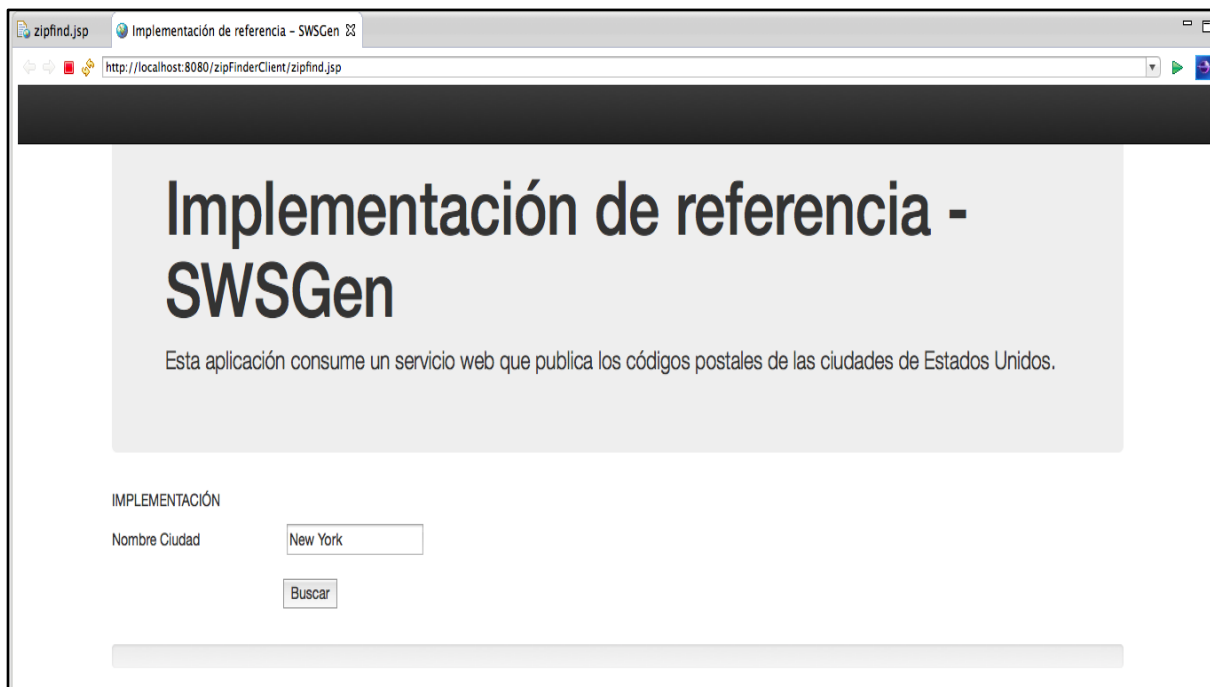 zipfind.jsp
Implementación de referencia - SWSGen
http://localhost:8080/zipFinderClient/zipfind.jsp
Implementación de referencia -
SWSGen
Esta aplicación consume un servicio web que publica los códigos postales de las ciudades de Estados Unidos.
IMPLEMENTACIÓN
Nombre Ciudad
New York
Buscar